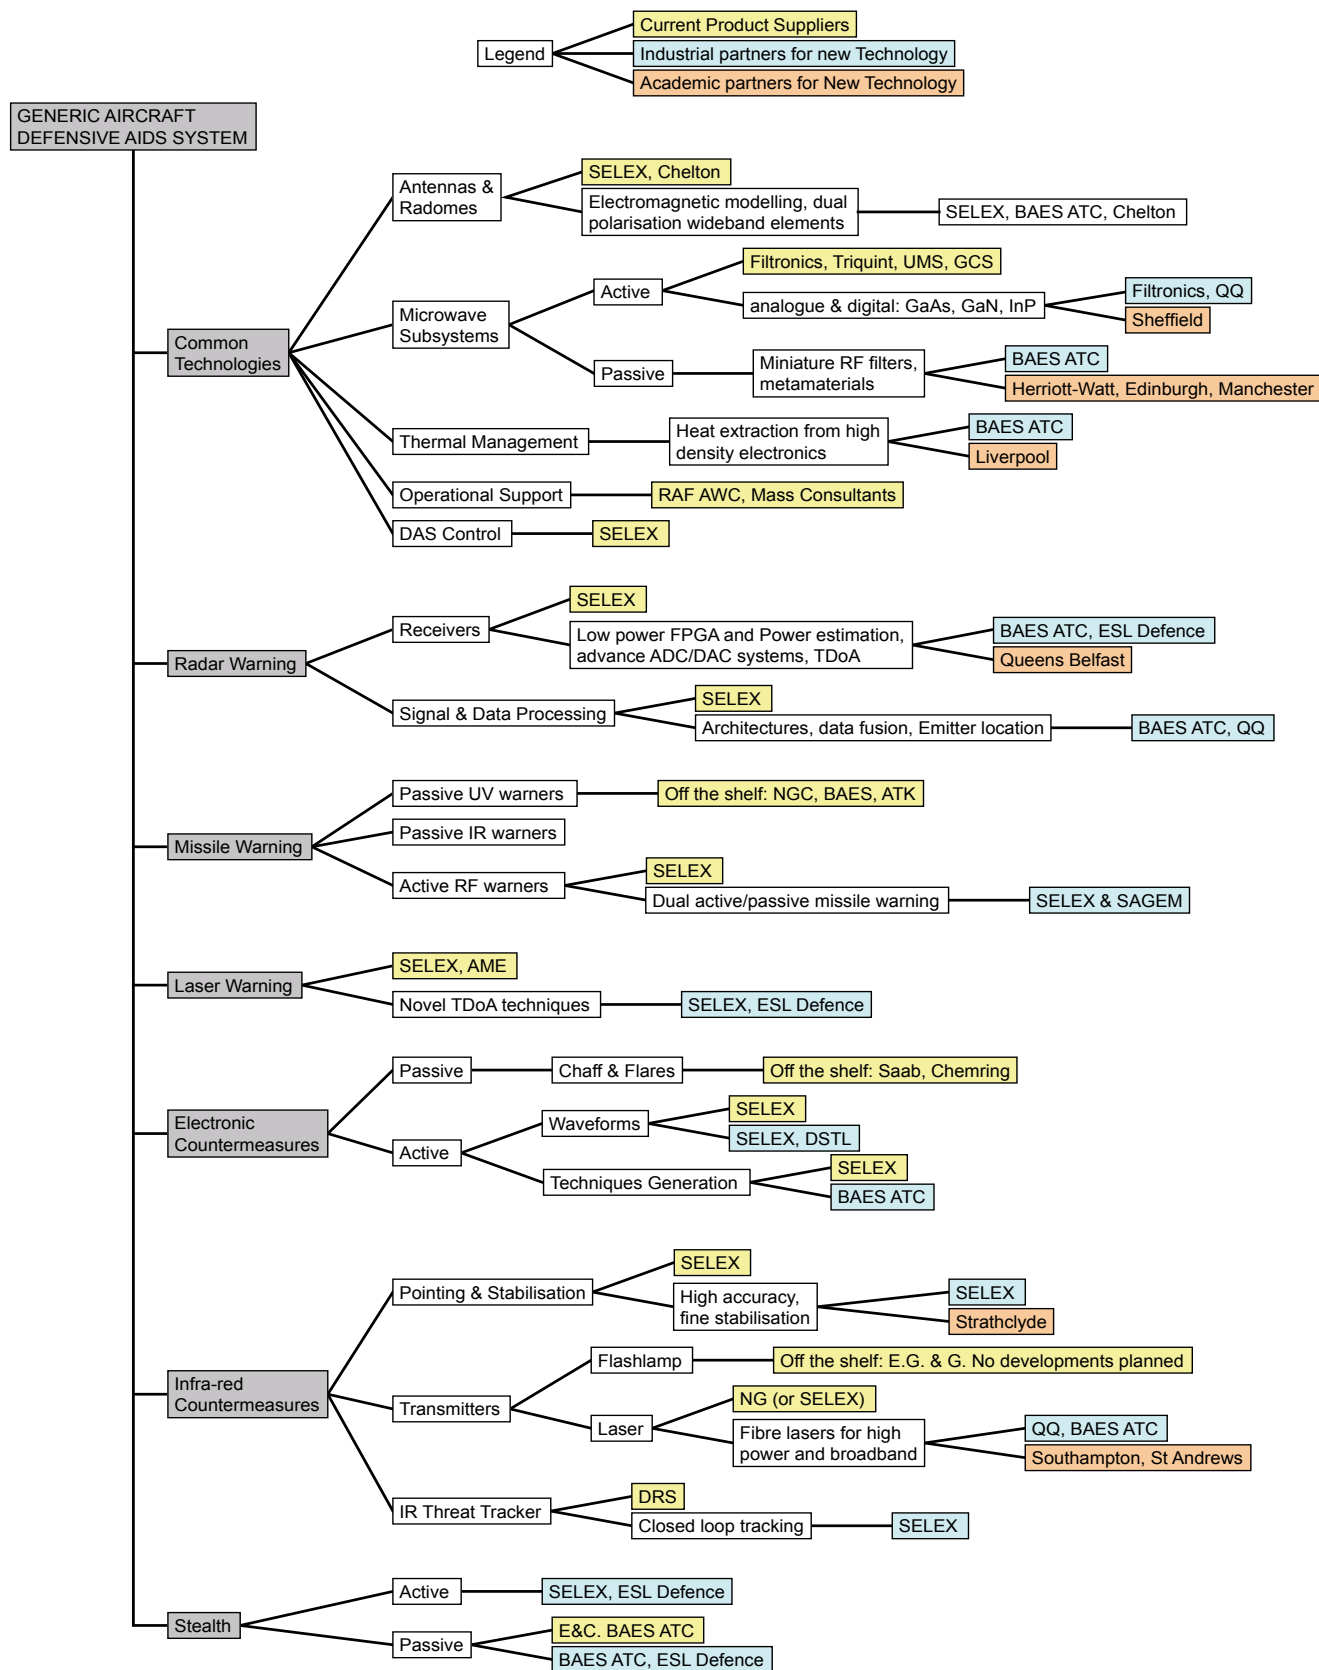 Legend
Current Product Suppliers
Industrial partners for new Technology
Academic partners for New Technology
GENERIC AIRCRAFT
DEFENSIVE AIDS SYSTEM
Common
Technologies
Antennas &
Radomes
SELEX, Chelton
Electromagnetic modelling, dual
polarisation wideband elements
SELEX, BAES ATC, Chelton
Microwave
Subsystems
Active
Filtronics, Triquint, UMS, GCS
analogue & digital: GaAs, GaN, InP
Filtronics, QQ
Sheffield
Passive
Miniature RF filters,
metamaterials
BAES ATC
Herriott-Watt, Edinburgh, Manchester
Thermal Management
Heat extraction from high
density electronics
BAES ATC
Liverpool
Operational Support
RAF AWC, Mass Consultants
DAS Control
SELEX
Radar Warning
Receivers
SELEX
Low power FPGA and Power estimation,
advance ADC/DAC systems, TDoA
BAES ATC, ESL Defence
Queens Belfast
Signal & Data Processing
SELEX
Architectures, data fusion, Emitter location
BAES ATC, QQ
Missile Warning
Passive UV warners
Off the shelf: NGC, BAES, ATK
Passive IR warners
Active RF warners
SELEX
Dual active/passive missile warning
SELEX & SAGEM
Laser Warning
SELEX, AME
Novel TDoA techniques
SELEX, ESL Defence
Electronic
Countermeasures
Passive
Chaff & Flares
Off the shelf: Saab, Chemring
Active
Waveforms
SELEX
SELEX, DSTL
Techniques Generation
SELEX
BAES ATC
Infra-red
Countermeasures
Pointing & Stabilisation
SELEX
High accuracy,
fine stabilisation
SELEX
Strathclyde
Transmitters
Flashlamp
Off the shelf: E.G. & G. No developments planned
Laser
NG (or SELEX)
Fibre lasers for high
power and broadband
QQ, BAES ATC
Southampton, St Andrews
IR Threat Tracker
DRS
Closed loop tracking
SELEX
Stealth
Active
SELEX, ESL Defence
Passive
E&C. BAES ATC
BAES ATC, ESL Defence